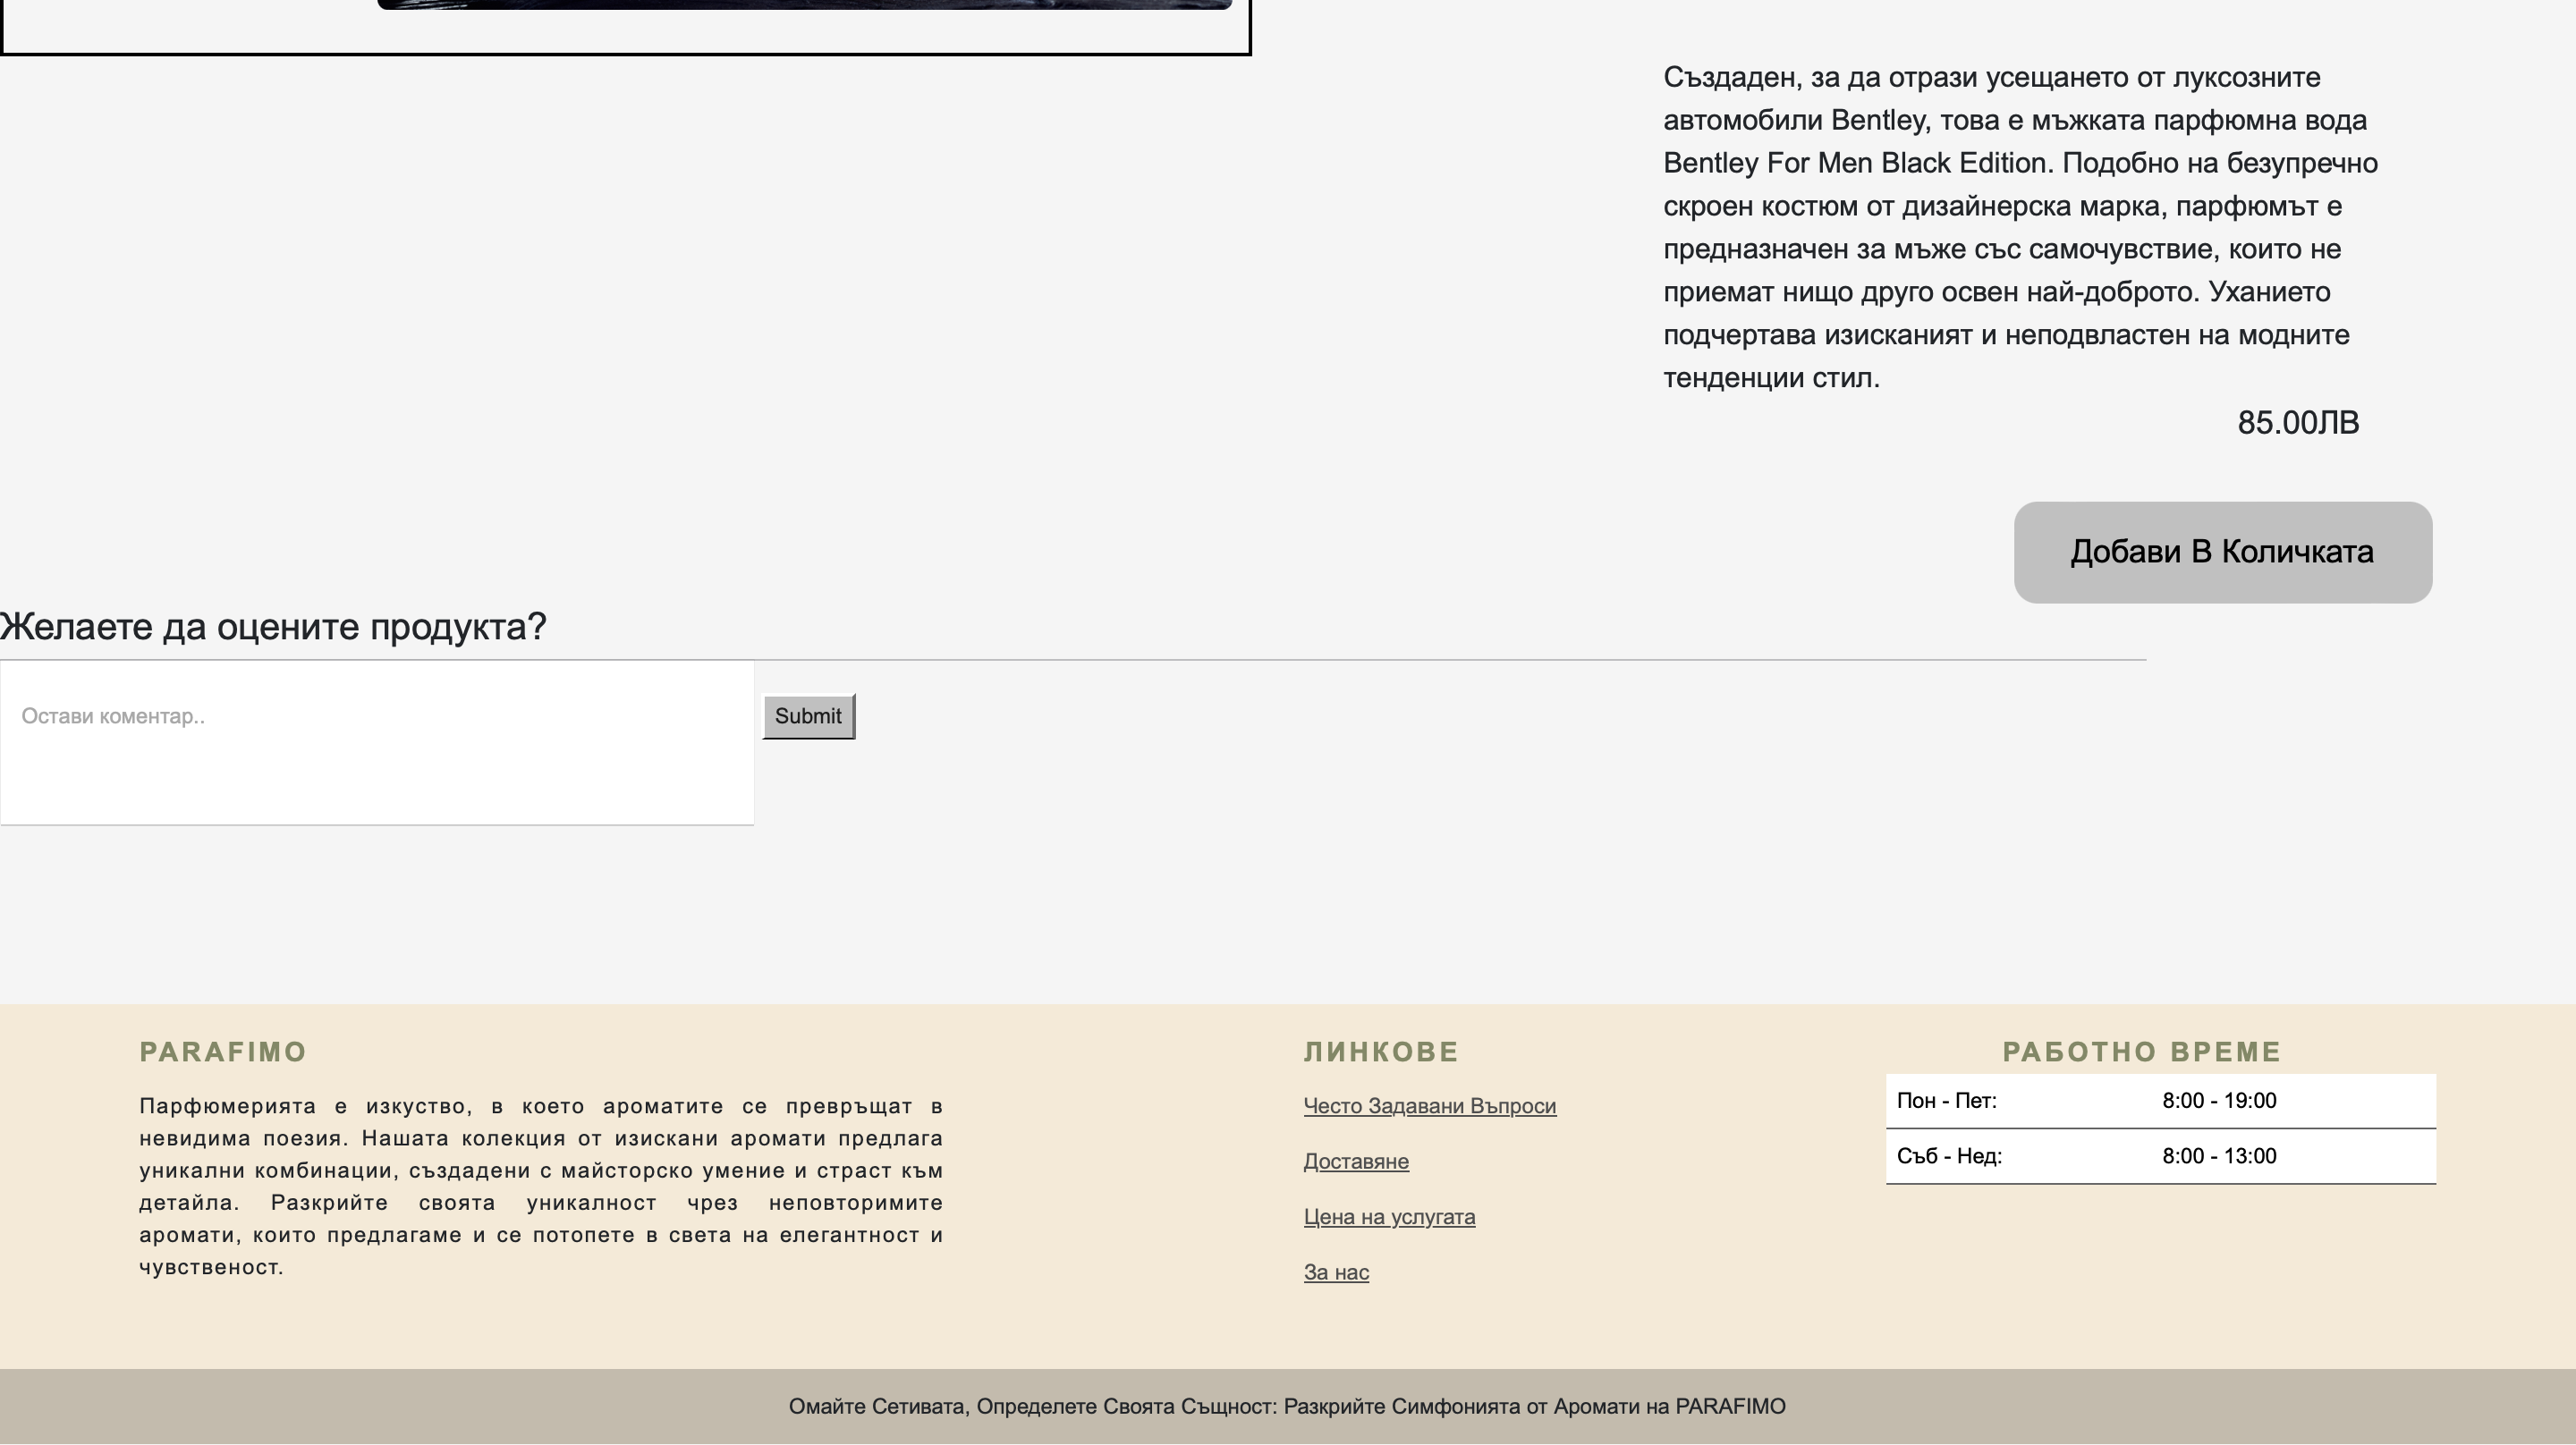 Създаден, за да отрази усещането от луксозните
автомобили Bentley, това е мъжката парфюмна вода
Bentley For Men Black Edition. Подобно на безупречно
скроен костюм от дизайнерска марка, парфюмът е
предназначен за мъже със самочувствие, които не
приемат нищо друго освен най-доброто. Уханието
подчертава изисканият и неподвластен на модните
тенденции стил.
85.00ЛВ
Добави В Количката
Желаете да оцените продукта?
Остави коментар..
Submit
PARAFIMO
Парфюмерията е изкуство, в което ароматите се превръщат в
невидима поезия. Нашата колекция от изискани аромати предлага
уникални комбинации, създадени с майсторско умение и страст към
детайла. Разкрийте своята уникалност чрез неповторимите
аромати, които предлагаме и се потопете в света на елегантност и
чувственост.
ЛИНКОВЕ
Често Задавани Въпроси
Доставяне
Цена на услугата
За нас
РАБОТНО ВРЕМЕ
Пон - Пет: 8:00 - 19:00
Съб - Нед: 8:00 - 13:00
Омайте Сетивата, Определете Своята Същност: Разкрийте Симфонията от Аромати на PARAFIMO